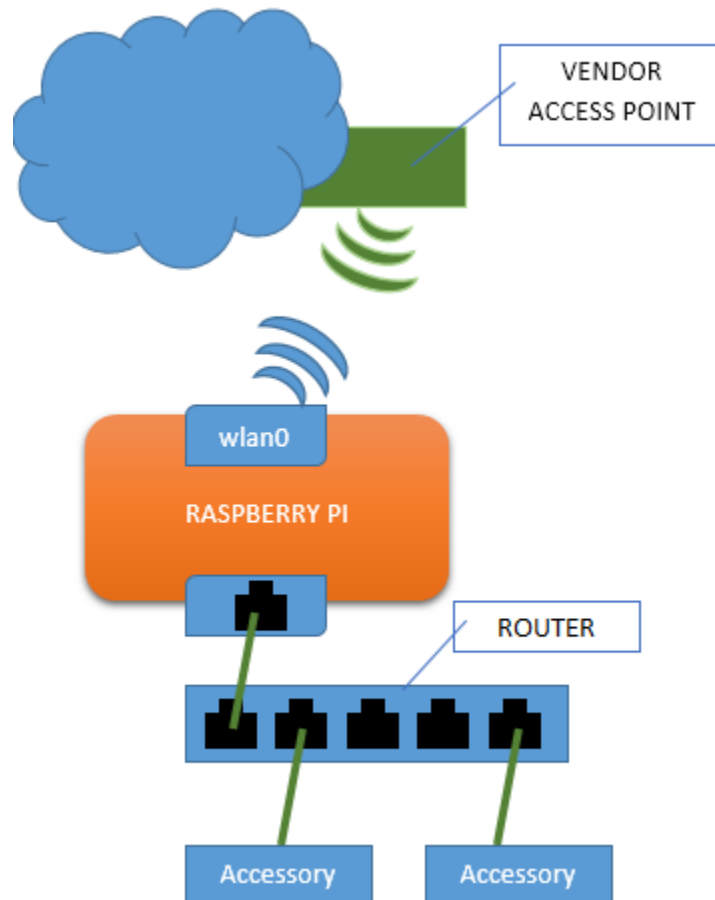 VENDOR
ACCESS POINT
wlan0
RASPBERRY PI
ROUTER
Accessory
Accessory